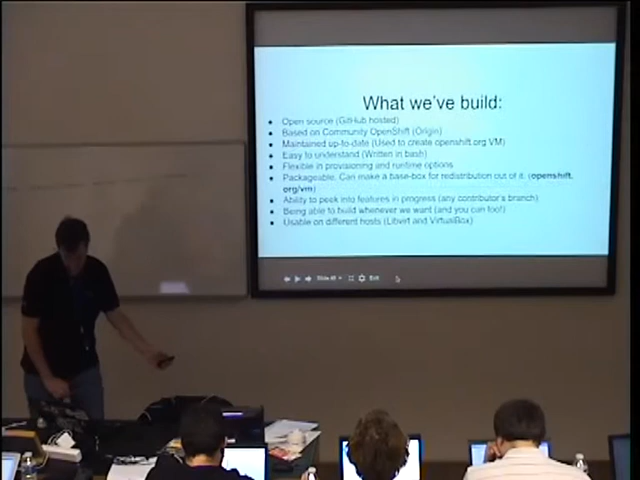 What we've build:
• Open source (GitHub hosted)
• Based on Community OpenShift (Origin)
• Maintained up-to-date (Used to create openshift.org VM)
• Easy to understand (Written in bash)
• Flexible in provisioning and runtime options
• Packageable. Can make a base-box for redistribution out of it. (openshift.
org/vm)
• Ability to peek into features in progress (any contributor's branch)
• Being able to build whenever we want (and you can too!)
• Usable on different hosts (Libvirt and VirtualBox)